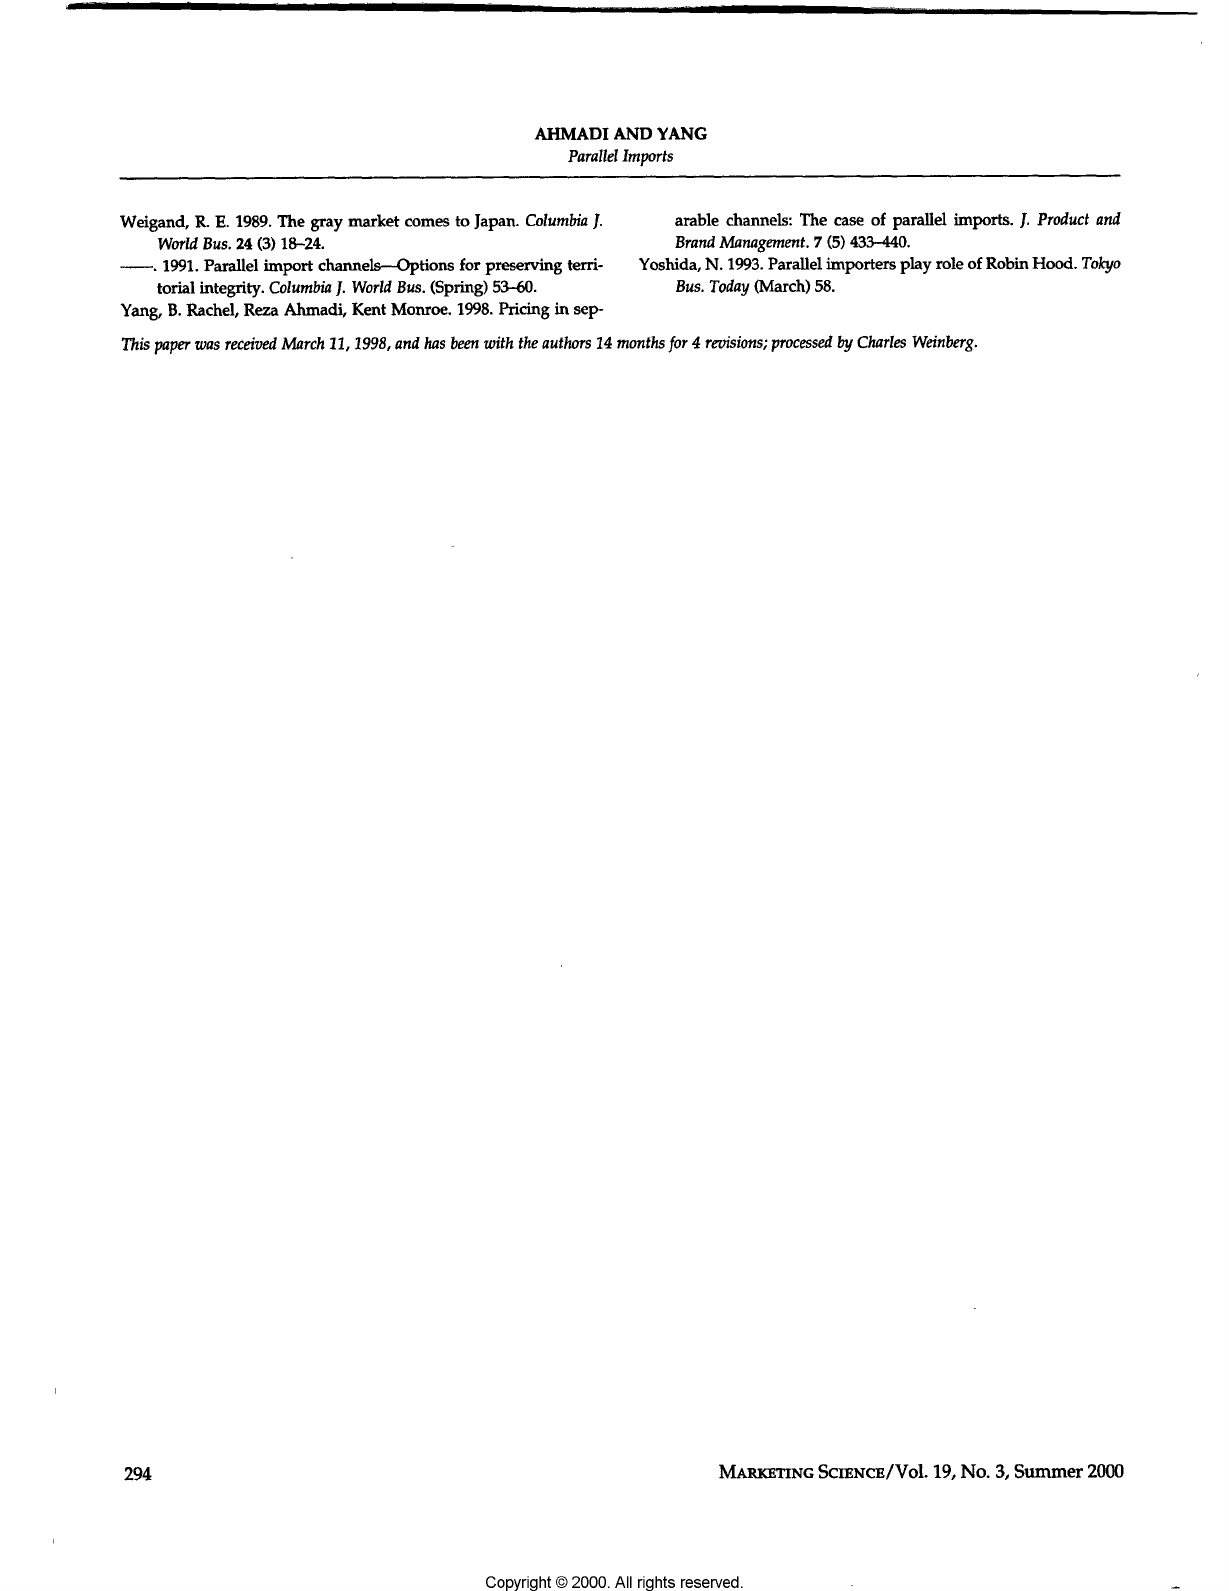 AHMADI AND YANG
Parallel Imports
Weigand, R. E. 1989. The gray market comes to Japan. Columbia J.
World Bus. 24 (3) 18–24.
——. 1991. Parallel import channels—Options for preserving terri-
torial integrity. Columbia J. World Bus. (Spring) 53–60.
Yang, B. Rachel, Reza Ahmadi, Kent Monroe. 1998. Pricing in sep-
arable channels: The case of parallel imports. J. Product and
Brand Management. 7 (5) 433–440.
Yoshida, N. 1993. Parallel importers play role of Robin Hood. Tokyo
Bus. Today (March) 58.
This paper was received March 11, 1998, and has been with the authors 14 months for 4 revisions; processed by Charles Weinberg.
294
MARKETING SCIENCE/Vol. 19, No. 3, Summer 2000
Copyright © 2000. All rights reserved.